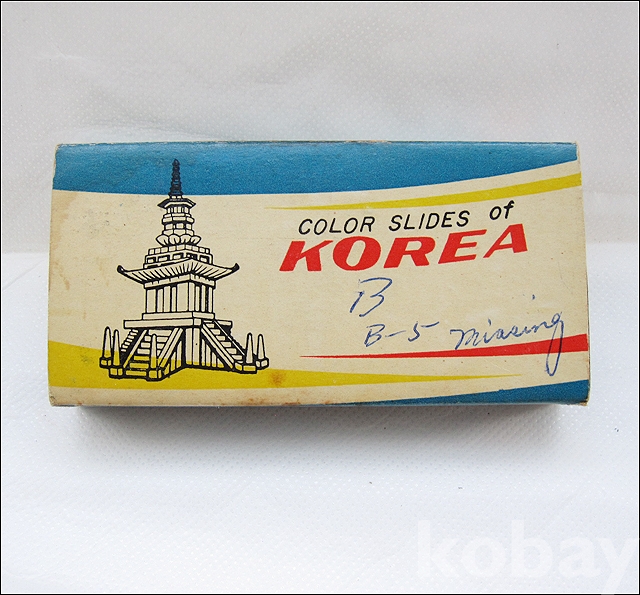 COLOR SLIDES of
KOREA
B
B-5 missing
kobay